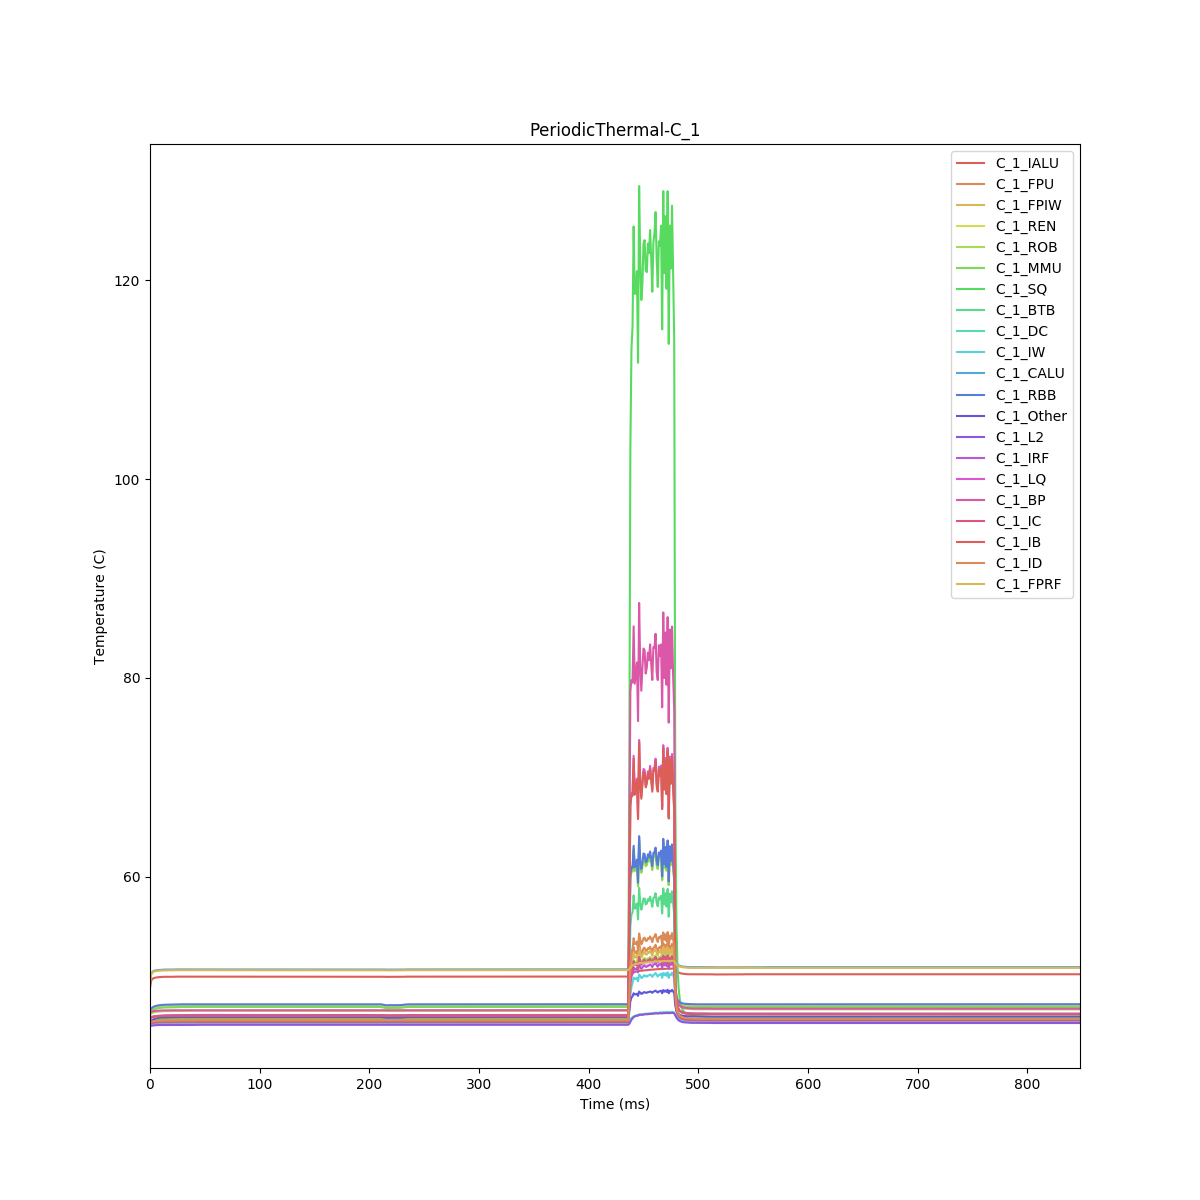 PeriodicThermal-C_1
C_1_IALU
C_1_FPU
C_1_FPIW
C_1_REN
C_1_ROB
C_1_MMU
C_1_SQ
C_1_BTB
C_1_DC
C_1_IW
C_1_CALU
C_1_RBB
C_1_Other
C_1_L2
C_1_IRF
C_1_LQ
C_1_BP
C_1_IC
C_1_IB
C_1_ID
C_1_FPRF
120
100
80
60
Temperature (C)
0 100 200 300 400 500 600 700 800
Time (ms)